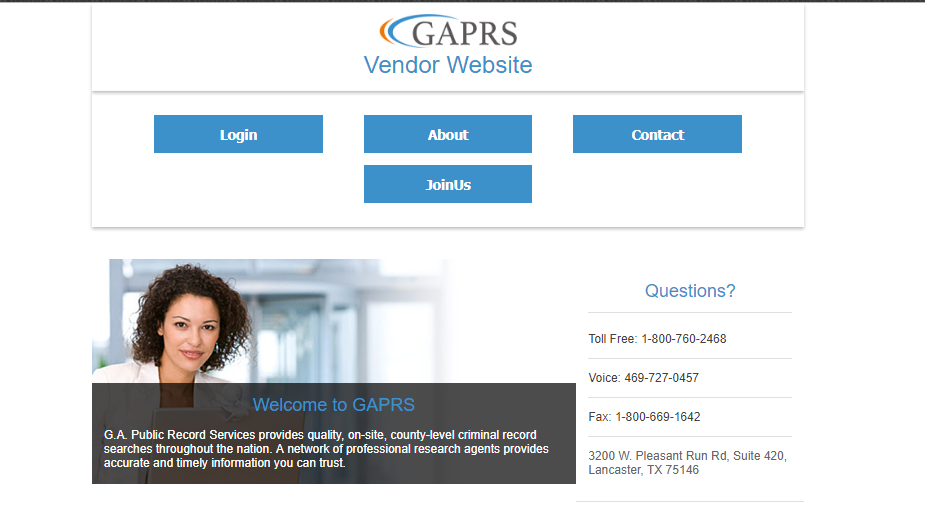 GAPRS
Vendor Website
Login
About
Contact
JoinUs
Welcome to GAPRS
G.A. Public Record Services provides quality, on-site, county-level criminal record
searches throughout the nation. A network of professional research agents provides
accurate and timely information you can trust.
Questions?
Toll Free: 1-800-760-2468
Voice: 469-727-0457
Fax: 1-800-669-1642
3200 W. Pleasant Run Rd, Suite 420,
Lancaster, TX 75146